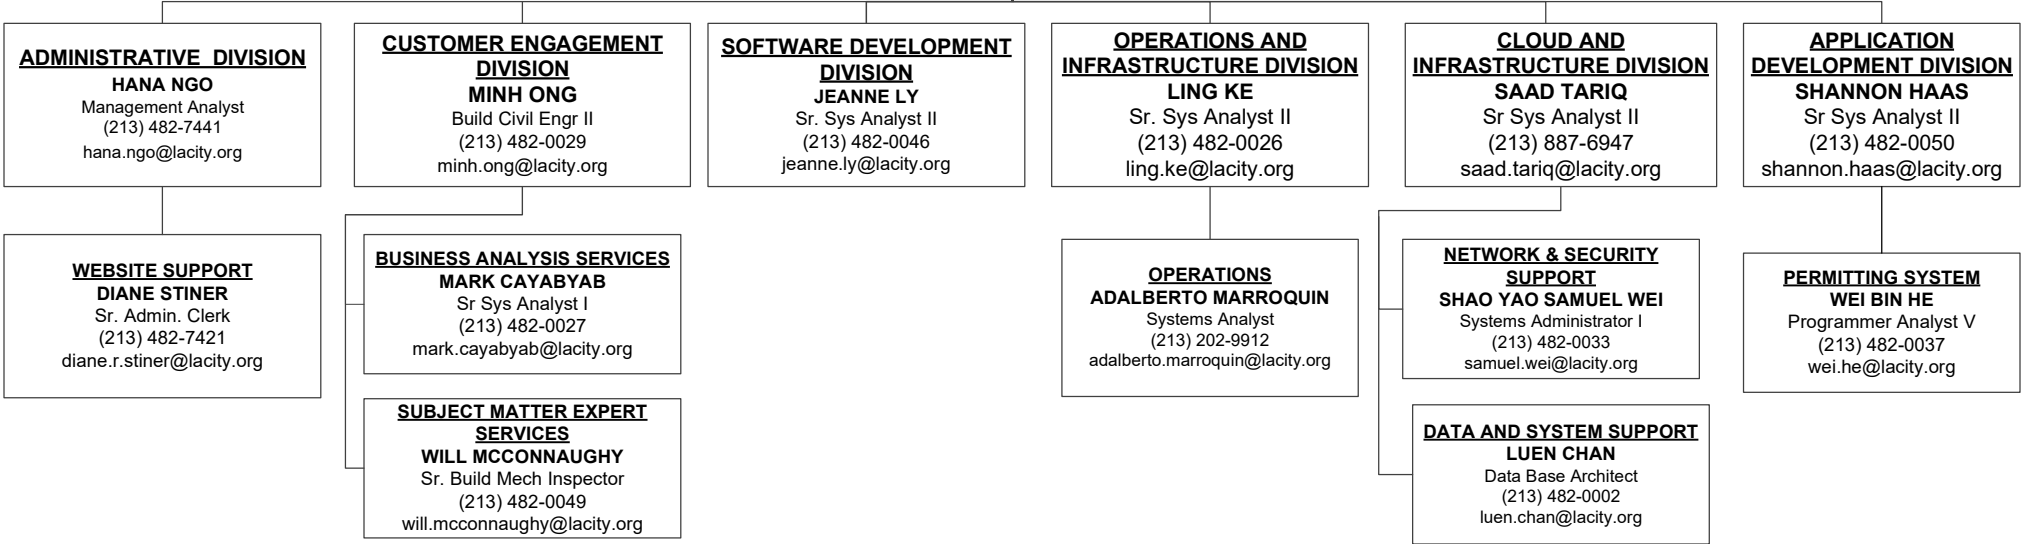 ADMINISTRATIVE DIVISION
HANA NGO
Management Analyst
(213) 482-7441
hana.ngo@lacity.org
CUSTOMER ENGAGEMENT
DIVISION
MINH ONG
Build Civil Engr II
(213) 482-0029
minh.ong@lacity.org
SOFTWARE DEVELOPMENT
DIVISION
JEANNE LY
Sr. Sys Analyst II
(213) 482-0046
jeanne.ly@lacity.org
OPERATIONS AND
INFRASTRUCTURE DIVISION
LING KE
Sr. Sys Analyst II
(213) 482-0026
ling.ke@lacity.org
CLOUD AND
INFRASTRUCTURE DIVISION
SAAD TARIQ
Sr Sys Analyst II
(213) 887-6947
saad.tariq@lacity.org
APPLICATION
DEVELOPMENT DIVISION
SHANNON HAAS
Sr Sys Analyst II
(213) 482-0050
shannon.haas@lacity.org
WEBSITE SUPPORT
DIANE STINER
Sr. Admin. Clerk
(213) 482-7421
diane.r.stiner@lacity.org
BUSINESS ANALYSIS SERVICES
MARK CAYABYAB
Sr Sys Analyst I
(213) 482-0027
mark.cayabyab@lacity.org
SUBJECT MATTER EXPERT
SERVICES
WILL MCCONNAUGHY
Sr. Build Mech Inspector
(213) 482-0049
will.mcconnaughy@lacity.org
OPERATIONS
ADALBERTO MARROQUIN
Systems Analyst
(213) 202-9912
adalberto.marroquin@lacity.org
NETWORK & SECURITY
SUPPORT
SHAO YAO SAMUEL WEI
Systems Administrator I
(213) 482-0033
samuel.wei@lacity.org
DATA AND SYSTEM SUPPORT
LUEN CHAN
Data Base Architect
(213) 482-0002
luen.chan@lacity.org
PERMITTING SYSTEM
WEI BIN HE
Programmer Analyst V
(213) 482-0037
wei.he@lacity.org